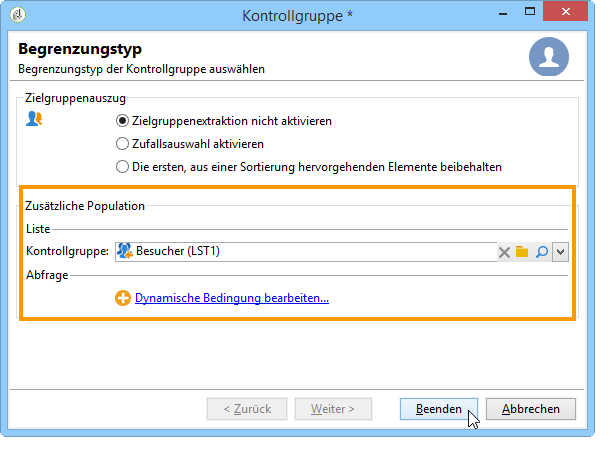 Kontrollgruppe *
Begrenzungstyp
Begrenzungstyp der Kontrollgruppe auswählen
Zielgruppenauszug
Zielgruppenextraktion nicht aktivieren
Zufallsauswahl aktivieren
Die ersten, aus einer Sortierung hervorgehenden Elemente beibehalten
Zusätzliche Population
Liste
Kontrollgruppe: Besucher (LST1)
Abfrage
Dynamische Bedingung bearbeiten...
< Zurück Weiter > Beenden Abbrechen